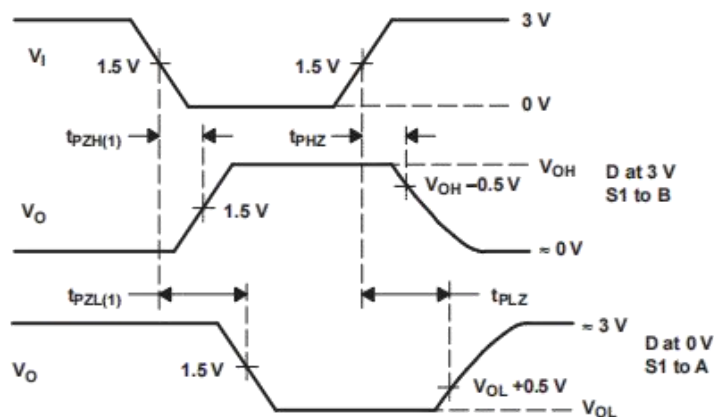 3 V
VI
1.5 V
1.5 V
0 V
tPZH(1)
tPHZ
VOH
D at 3 V
S1 to B
VOH −0.5 V
VO
1.5 V
≈ 0 V
tPZL(1)
tPLZ
≈ 3 V
D at 0 V
S1 to A
VO
1.5 V
VOL +0.5 V
VOL